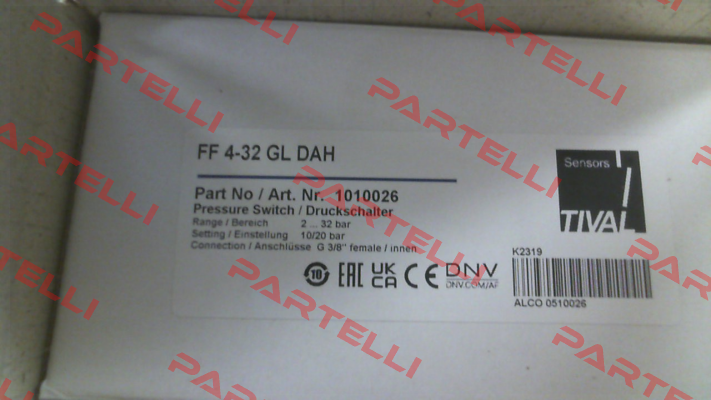 FF 4-32 GL DAH
Part No / Art. Nr. 1010026
Pressure Switch / Druckschalter
Range / Bereich 2 ... 32 bar
Setting / Einstellung 10/20 bar
Connection / Anschlüsse G 3/8" female / innen
Sensors
TIVAL
10
EAC
UK
CA
CE
DNV
DNV.COM/AF
K2319
ALCO 0510026
PARTELLI
PARTELLI
PARTELLI
PARTELLI
PARTELLI
PARTELLI
PARTELLI